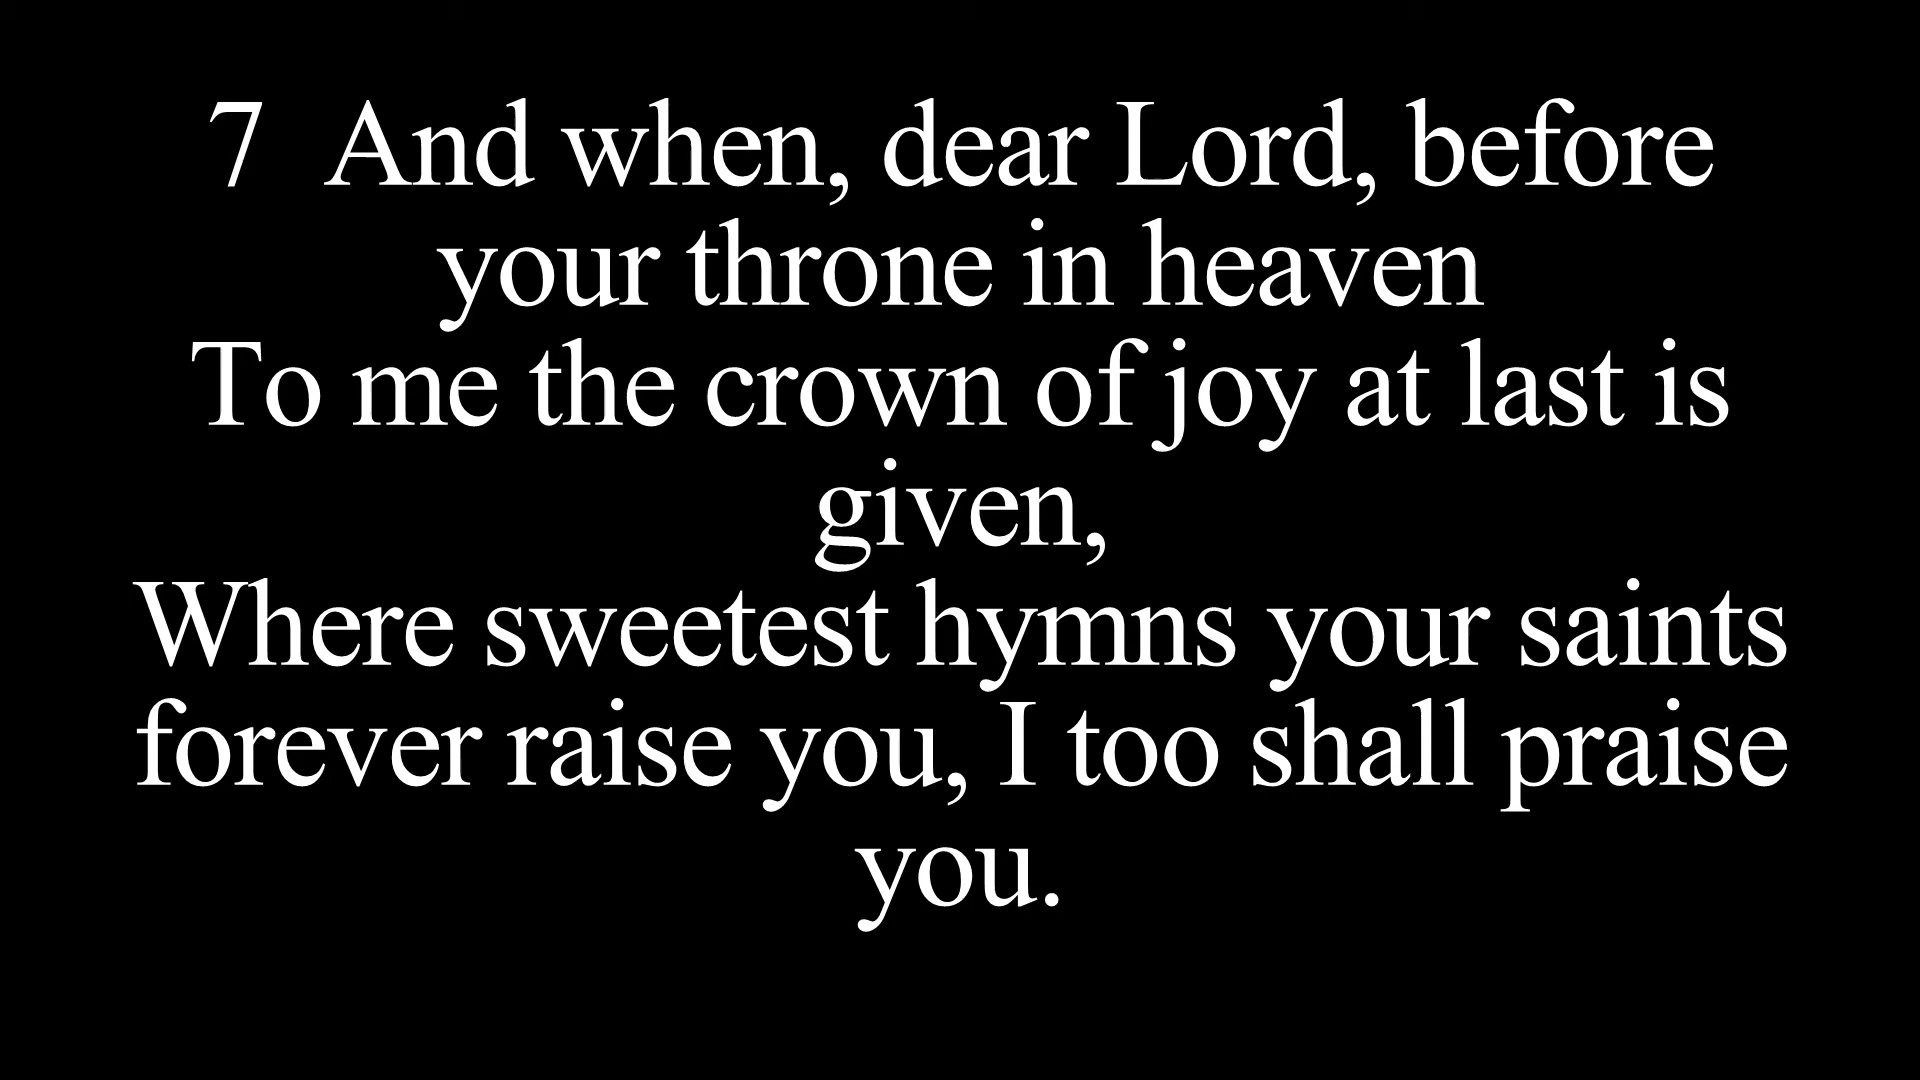 7  And when, dear Lord, before
your throne in heaven
To me the crown of joy at last is
given,
Where sweetest hymns your saints
forever raise you, I too shall praise
you.